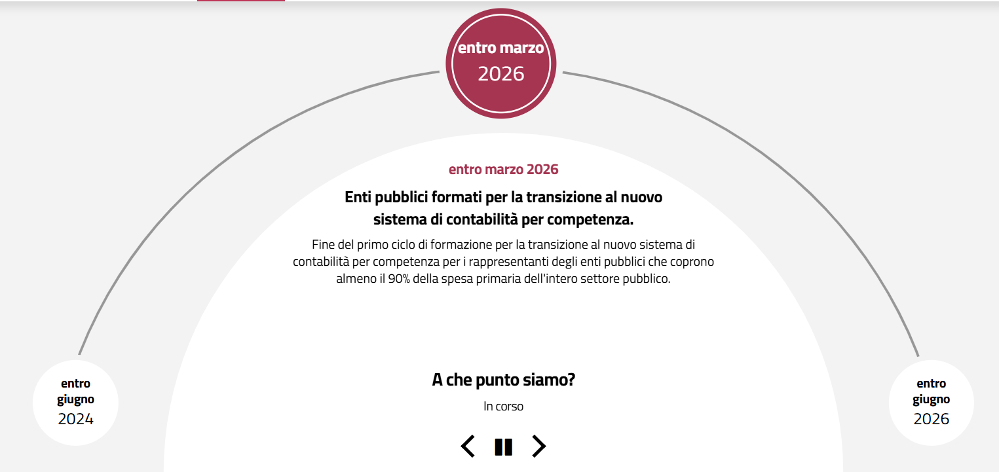 entro marzo
2026
entro marzo 2026
Enti pubblici formati per la transizione al nuovo
sistema di contabilità per competenza.
Fine del primo ciclo di formazione per la transizione al nuovo sistema di
contabilità per competenza per i rappresentanti degli enti pubblici che coprono
almeno il 90% della spesa primaria dell'intero settore pubblico.
A che punto siamo?
In corso
entro
giugno
2024
entro
giugno
2026